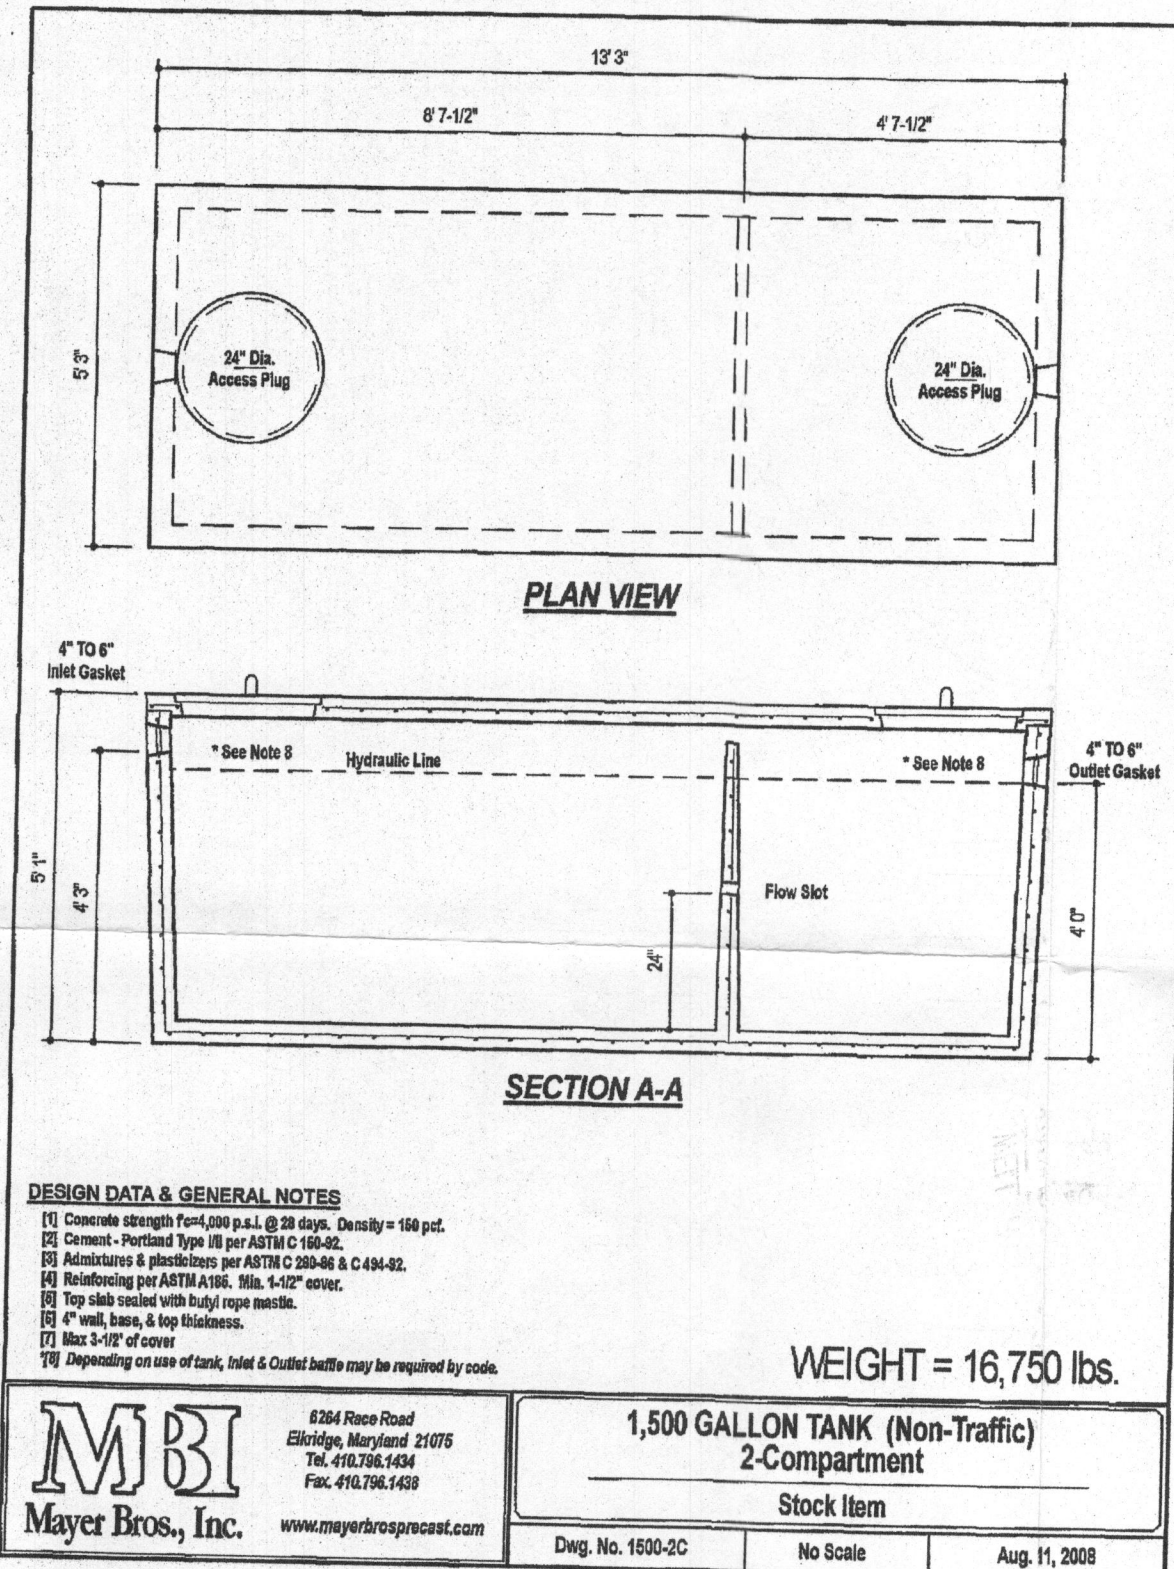 13' 3"
8' 7-1/2"
4' 7-1/2"
5' 3"
24" Dia.
Access Plug
24" Dia.
Access Plug
PLAN VIEW
4" TO 6"
Inlet Gasket
* See Note 8
Hydraulic Line
* See Note 8
4" TO 6"
Outlet Gasket
5' 1"
4' 3"
24"
Flow Slot
4' 0"
SECTION A-A
DESIGN DATA & GENERAL NOTES
[1] Concrete strength f'c=4,000 p.s.i. @ 28 days. Density = 150 pcf.
[2] Cement - Portland Type I/II per ASTM C 150-92.
[3] Admixtures & plasticizers per ASTM C 260-86 & C 494-92.
[4] Reinforcing per ASTM A185. Min. 1-1/2" cover.
[5] Top slab sealed with butyl rope mastic.
[6] 4" wall, base, & top thickness.
[7] Max 3-1/2' of cover
*[8] Depending on use of tank, Inlet & Outlet baffle may be required by code.
WEIGHT = 16,750 lbs.
MBI
Mayer Bros., Inc.
6264 Race Road
Elkridge, Maryland 21075
Tel. 410.796.1434
Fax. 410.796.1438
www.mayerbrosprecast.com
1,500 GALLON TANK (Non-Traffic)
2-Compartment
Stock Item
Dwg. No. 1500-2C
No Scale
Aug. 11, 2008